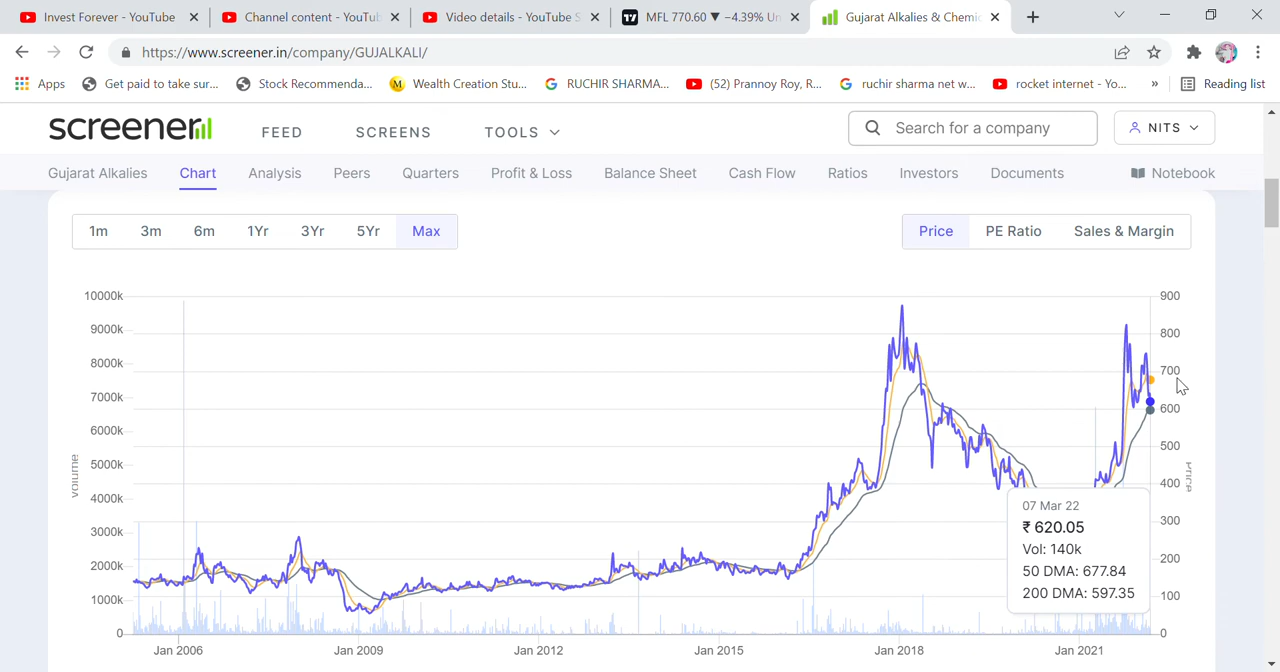 Invest Forever - YouTube
Channel content - YouTub
Video details - YouTube S
MFL 770.60 ▼ −4.39% Un
Gujarat Alkalies & Chemic
https://www.screener.in/company/GUJALKALI/
Apps
Get paid to take sur...
Stock Recommenda...
Wealth Creation Stu...
RUCHIR SHARMA...
(52) Prannoy Roy, R...
ruchir sharma net w...
rocket internet - Yo...
»
Reading list
screener
FEED
SCREENS
TOOLS
Search for a company
NITS
Gujarat Alkalies
Chart
Analysis
Peers
Quarters
Profit & Loss
Balance Sheet
Cash Flow
Ratios
Investors
Documents
Notebook
1m 3m 6m 1Yr 3Yr 5Yr Max
Price PE Ratio Sales & Margin
10000k
9000k
8000k
7000k
6000k
5000k
4000k
3000k
2000k
1000k
0
volume
900
800
700
600
500
400
300
200
100
0
Price
07 Mar 22
₹ 620.05
Vol: 140k
50 DMA: 677.84
200 DMA: 597.35
Jan 2006 Jan 2009 Jan 2012 Jan 2015 Jan 2018 Jan 2021